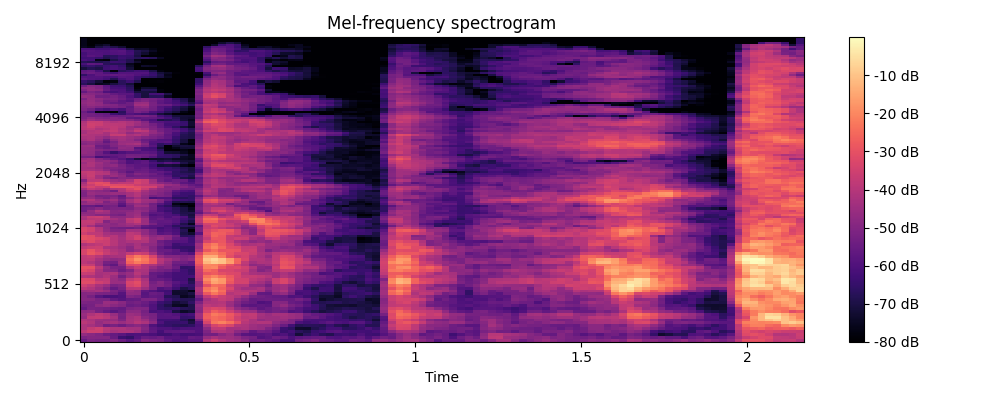 Mel-frequency spectrogram
8192
4096
2048
1024
512
0
Hz
0
0.5
1
1.5
2
Time
-10 dB
-20 dB
-30 dB
-40 dB
-50 dB
-60 dB
-70 dB
-80 dB